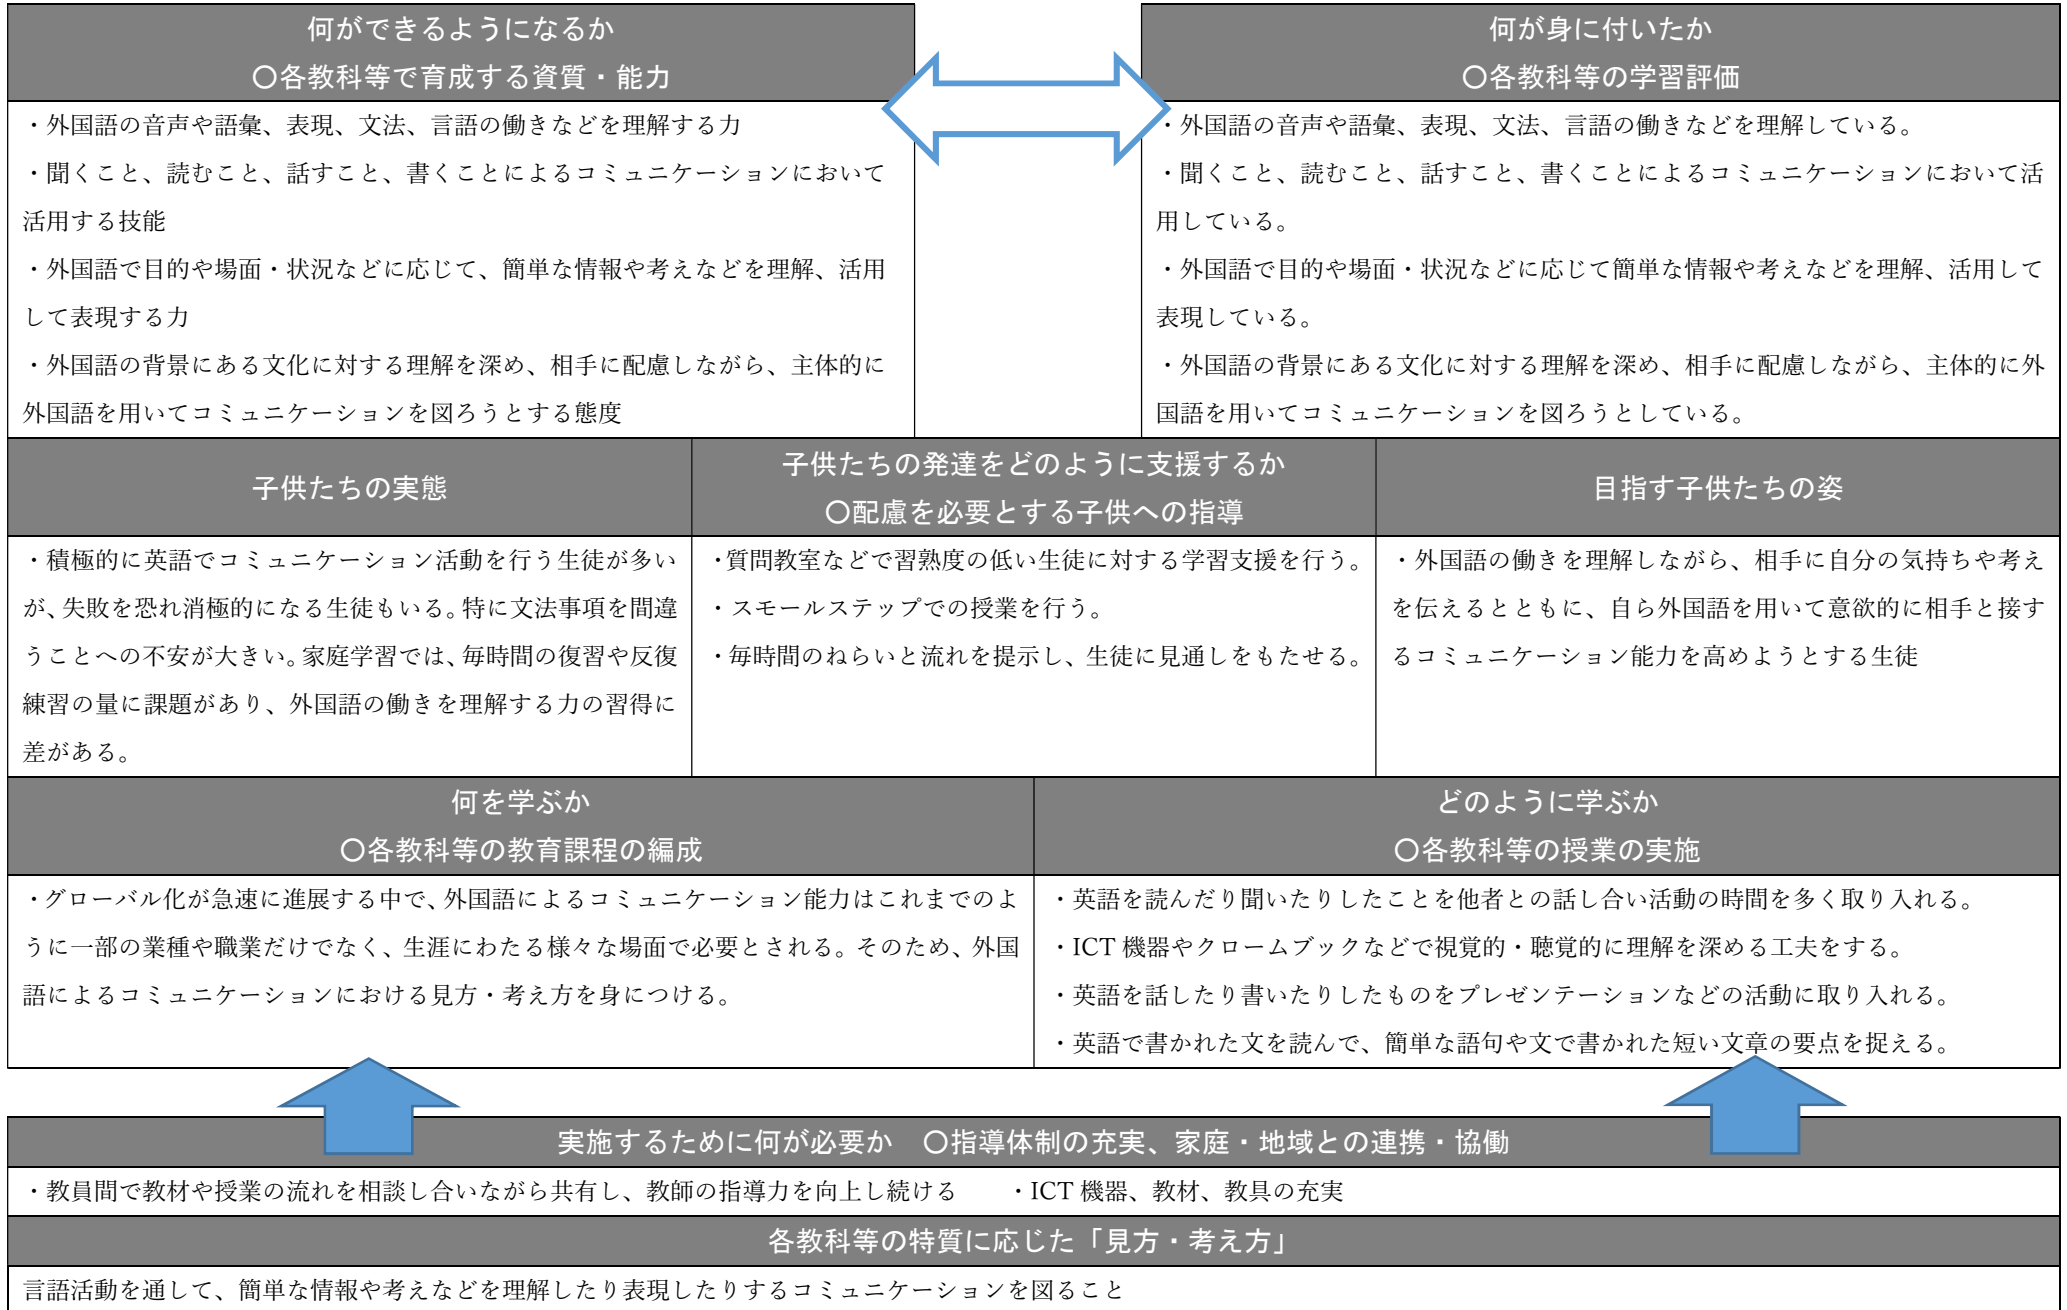 何ができるようになるか
〇各教科等で育成する資質・能力
・外国語の音声や語彙、表現、文法、言語の働きなどを理解する力
・聞くこと、読むこと、話すこと、書くことによるコミュニケーションにおいて
活用する技能
・外国語で目的や場面・状況などに応じて、簡単な情報や考えなどを理解、活用
して表現する力
・外国語の背景にある文化に対する理解を深め、相手に配慮しながら、主体的に
外国語を用いてコミュニケーションを図ろうとする態度
何が身に付いたか
〇各教科等の学習評価
・外国語の音声や語彙、表現、文法、言語の働きなどを理解している。
・聞くこと、読むこと、話すこと、書くことによるコミュニケーションにおいて活
用している。
・外国語で目的や場面・状況などに応じて簡単な情報や考えなどを理解、活用して
表現している。
・外国語の背景にある文化に対する理解を深め、相手に配慮しながら、主体的に外
国語を用いてコミュニケーションを図ろうとしている。
子供たちの実態
・積極的に英語でコミュニケーション活動を行う生徒が多い
が、失敗を恐れ消極的になる生徒もいる。特に文法事項を間違
うことへの不安が大きい。家庭学習では、毎時間の復習や反復
練習の量に課題があり、外国語の働きを理解する力の習得に
差がある。
子供たちの発達をどのように支援するか
〇配慮を必要とする子供への指導
・質問教室などで習熟度の低い生徒に対する学習支援を行う。
・スモールステップでの授業を行う。
・毎時間のねらいと流れを提示し、生徒に見通しをもたせる。
目指す子供たちの姿
・外国語の働きを理解しながら、相手に自分の気持ちや考え
を伝えるとともに、自ら外国語を用いて意欲的に相手と接す
るコミュニケーション能力を高めようとする生徒
何を学ぶか
〇各教科等の教育課程の編成
・グローバル化が急速に進展する中で、外国語によるコミュニケーション能力はこれまでのよ
うに一部の業種や職業だけでなく、生涯にわたる様々な場面で必要とされる。そのため、外国
語によるコミュニケーションにおける見方・考え方を身につける。
どのように学ぶか
〇各教科等の授業の実施
・英語を読んだり聞いたりしたことを他者との話し合い活動の時間を多く取り入れる。
・ICT 機器やクロームブックなどで視覚的・聴覚的に理解を深める工夫をする。
・英語を話したり書いたりしたものをプレゼンテーションなどの活動に取り入れる。
・英語で書かれた文を読んで、簡単な語句や文で書かれた短い文章の要点を捉える。
実施するために何が必要か　〇指導体制の充実、家庭・地域との連携・協働
・教員間で教材や授業の流れを相談し合いながら共有し、教師の指導力を向上し続ける　　・ICT 機器、教材、教具の充実
各教科等の特質に応じた「見方・考え方」
言語活動を通して、簡単な情報や考えなどを理解したり表現したりするコミュニケーションを図ること